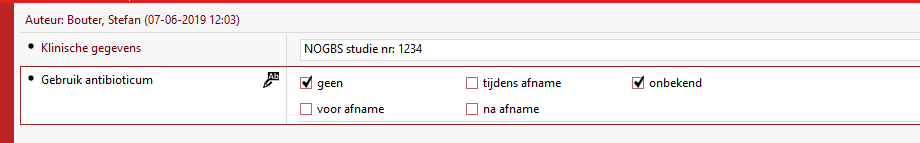 Auteur: Bouter, Stefan (07-06-2019 12:03)
Klinische gegevens NOGBS studie nr: 1234
Gebruik antibioticum Ab geen tijdens afname onbekend
voor afname na afname